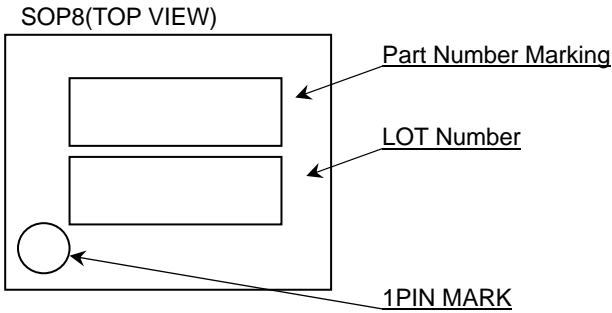 SOP8(TOP VIEW)
Part Number Marking
LOT Number
1PIN MARK